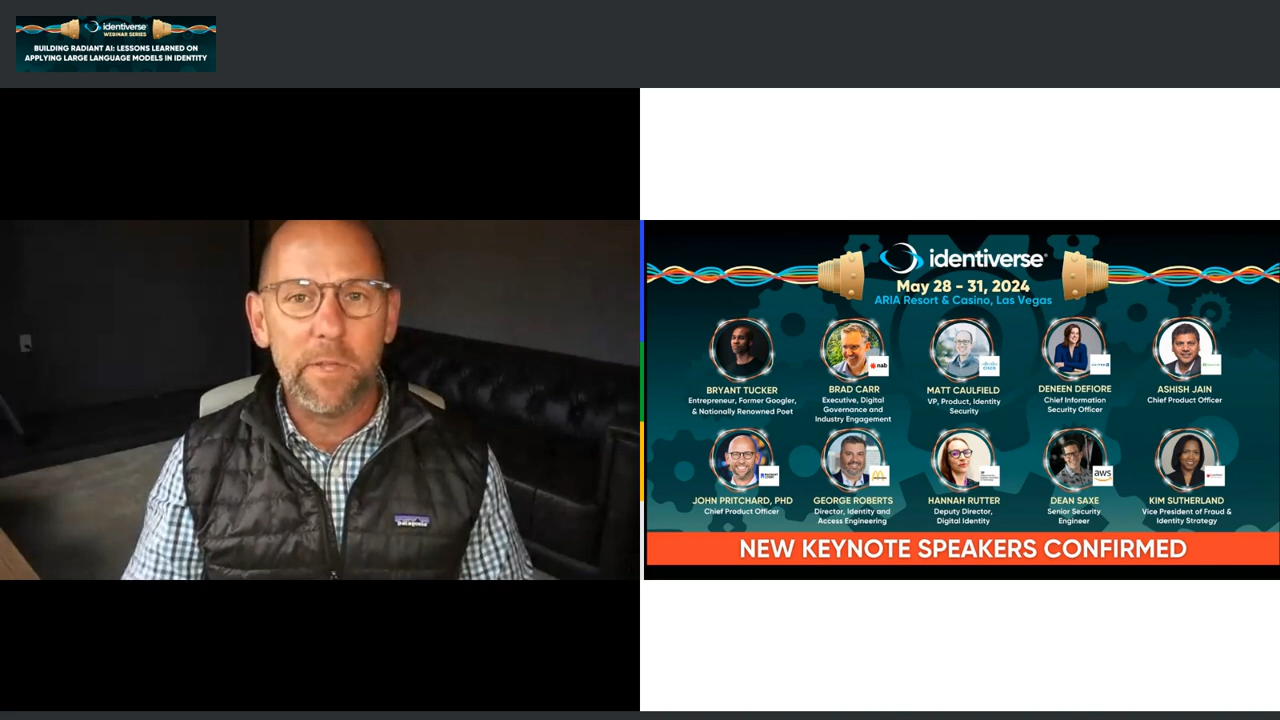 identiverse
WEBINAR SERIES
BUILDING RADIANT AI: LESSONS LEARNED ON
APPLYING LARGE LANGUAGE MODELS IN IDENTITY
patagonia
identiverse®
May 28 - 31, 2024
ARIA Resort & Casino, Las Vegas
nab
CISCO
BRYANT TUCKER
Entrepreneur, Former Googler,
& Nationally Renowned Poet
BRAD CARR
Executive, Digital
Governance and
Industry Engagement
MATT CAULFIELD
VP, Product, Identity
Security
DENEEN DEFIORE
Chief Information
Security Officer
ASHISH JAIN
Chief Product Officer
aws
JOHN PRITCHARD, PHD
Chief Product Officer
GEORGE ROBERTS
Director, Identity and
Access Engineering
HANNAH RUTTER
Deputy Director,
Digital Identity
DEAN SAXE
Senior Security
Engineer
KIM SUTHERLAND
Vice President of Fraud &
Identity Strategy
NEW KEYNOTE SPEAKERS CONFIRMED